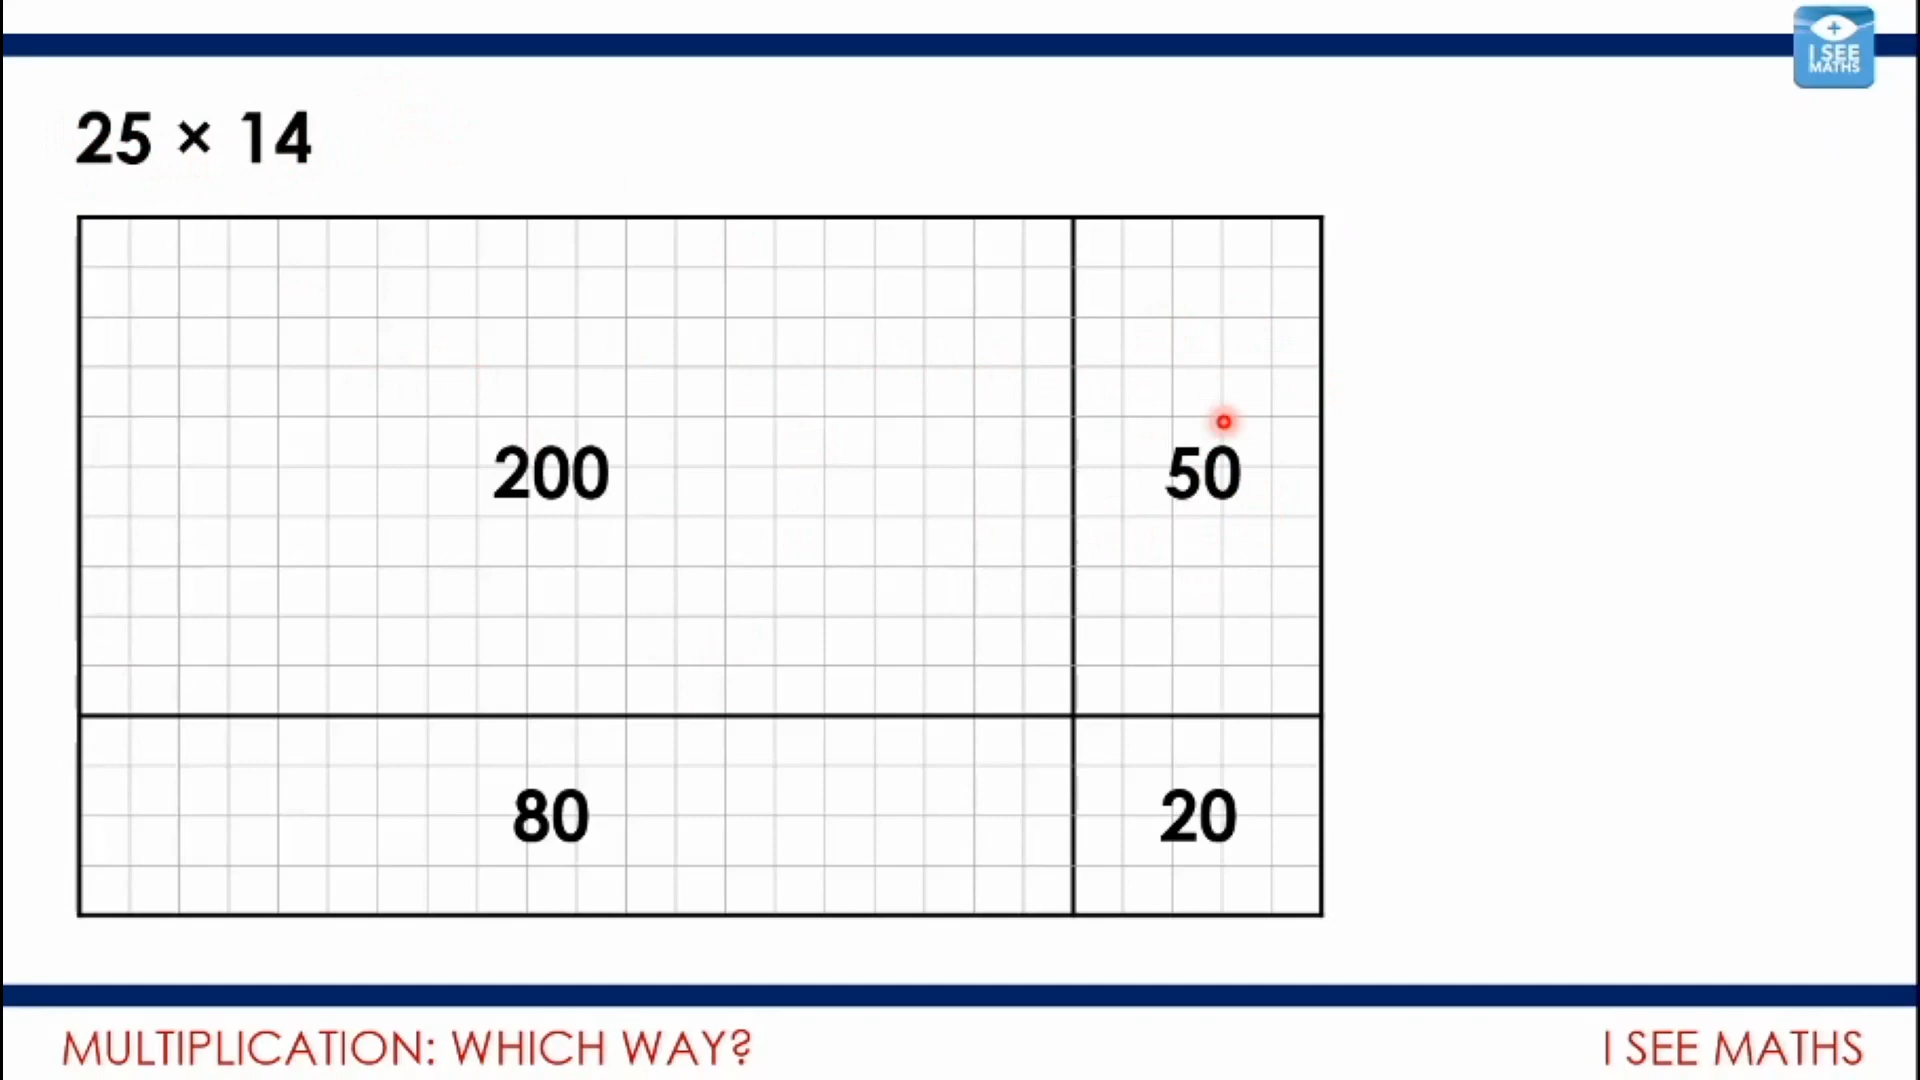 I SEE
MATHS
25 × 14
200
50
80
20
MULTIPLICATION: WHICH WAY?
I SEE MATHS